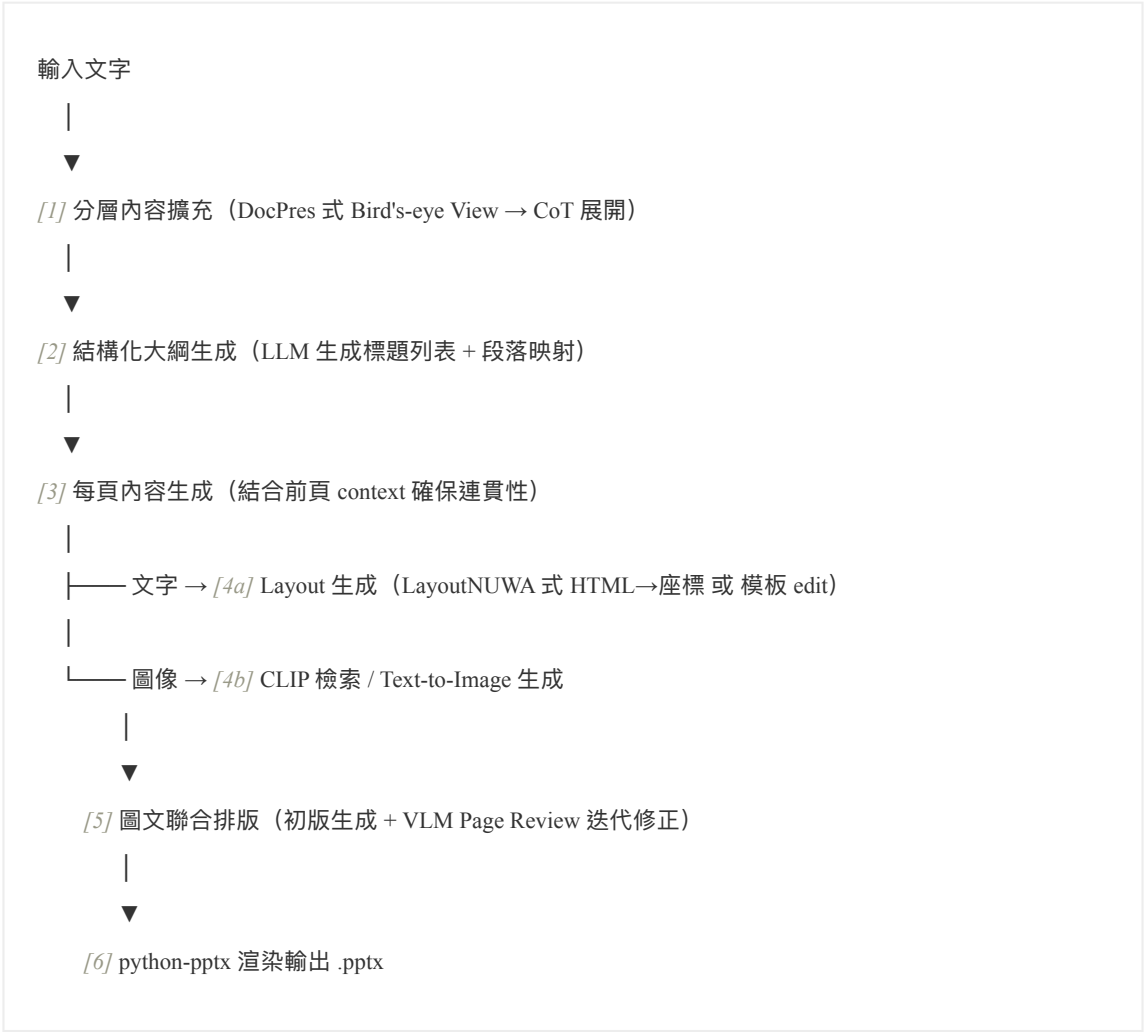 輸入文字
│
▼
[1] 分層內容擴充（DocPres 式 Bird's-eye View → CoT 展開）
│
▼
[2] 結構化大綱生成（LLM 生成標題列表 + 段落映射）
│
▼
[3] 每頁內容生成（結合前頁 context 確保連貫性）
│
├── 文字 → [4a] Layout 生成（LayoutNUWA 式 HTML→座標 或 模板 edit）
│
└── 圖像 → [4b] CLIP 檢索 / Text-to-Image 生成
│
▼
[5] 圖文聯合排版（初版生成 + VLM Page Review 迭代修正）
│
▼
[6] python-pptx 渲染輸出 .pptx